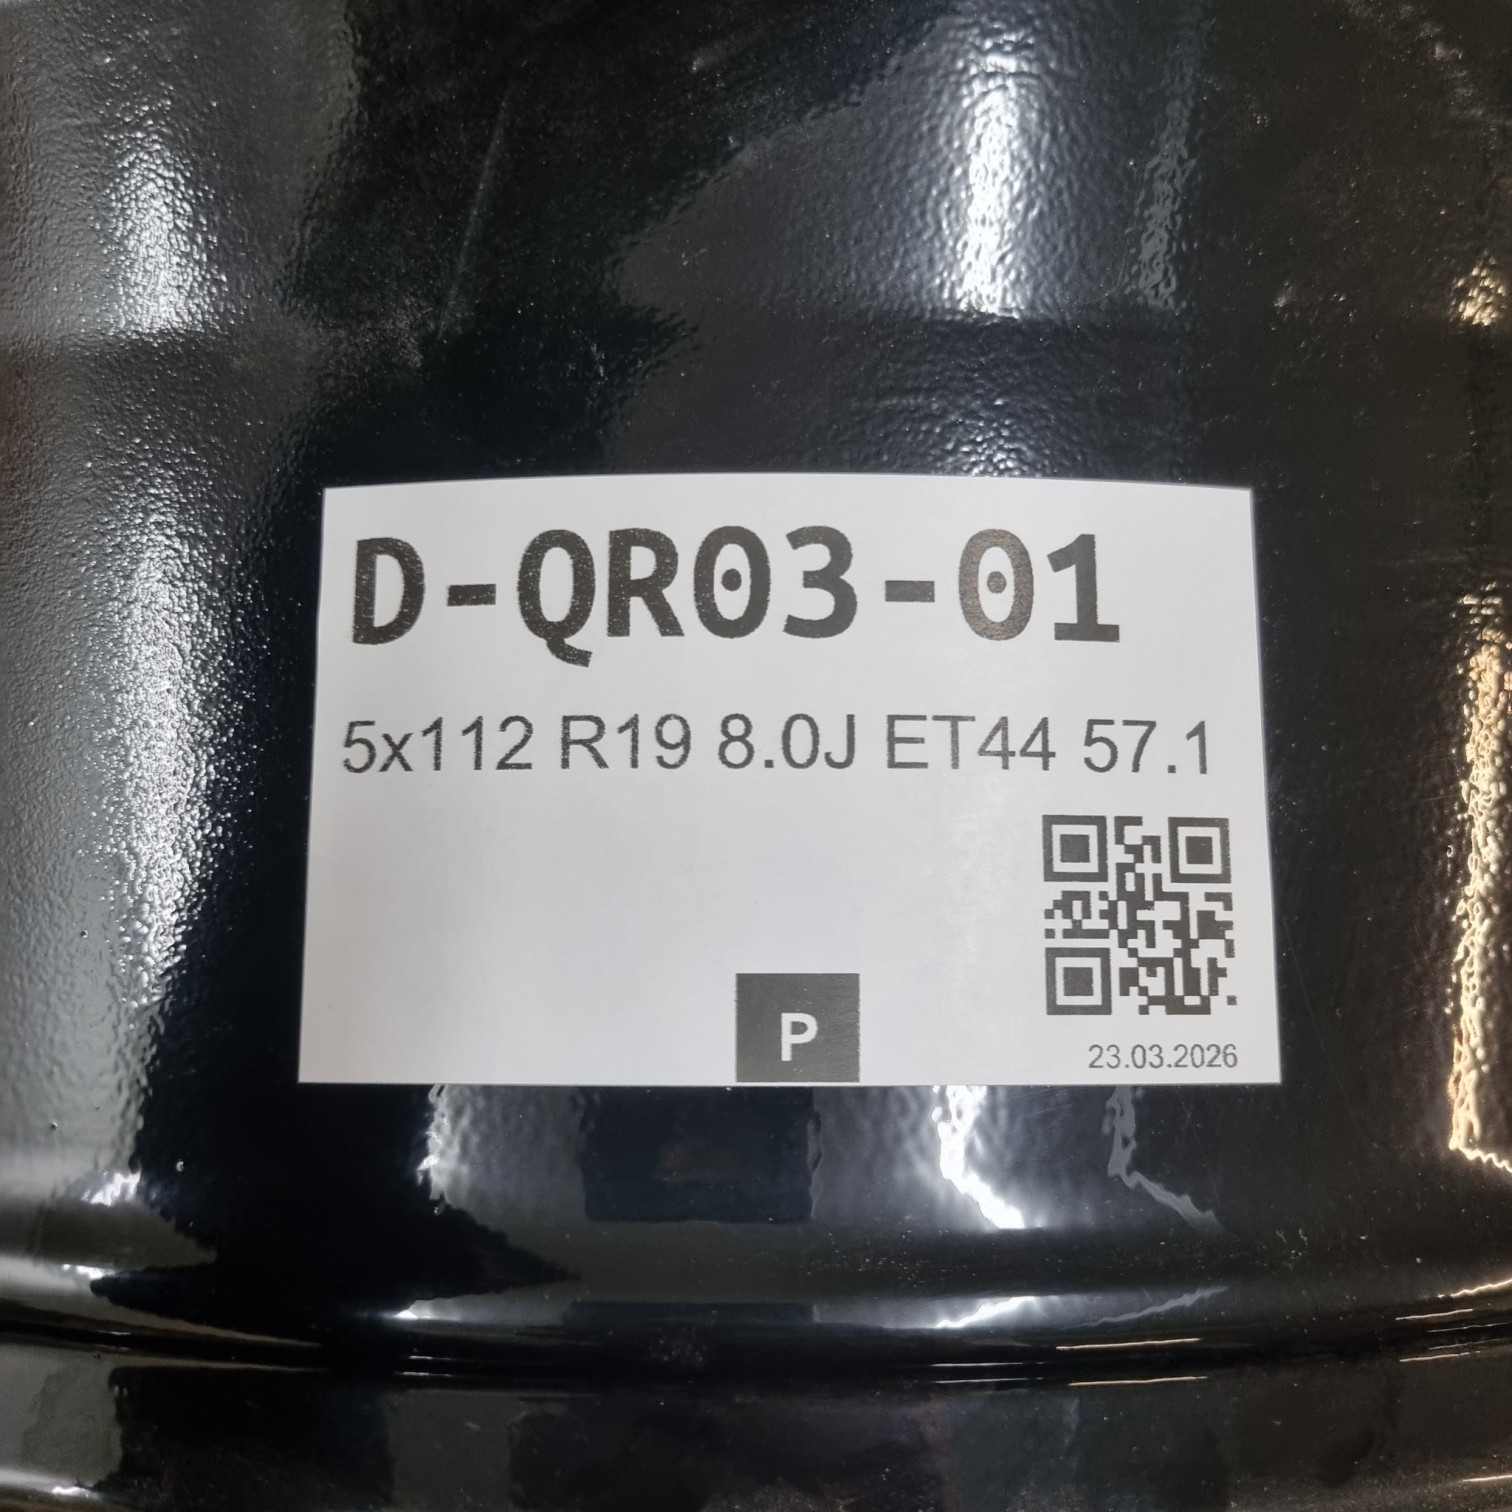 D-QR03-01
5x112 R19 8.0J ET44 57.1
P
23.03.2026